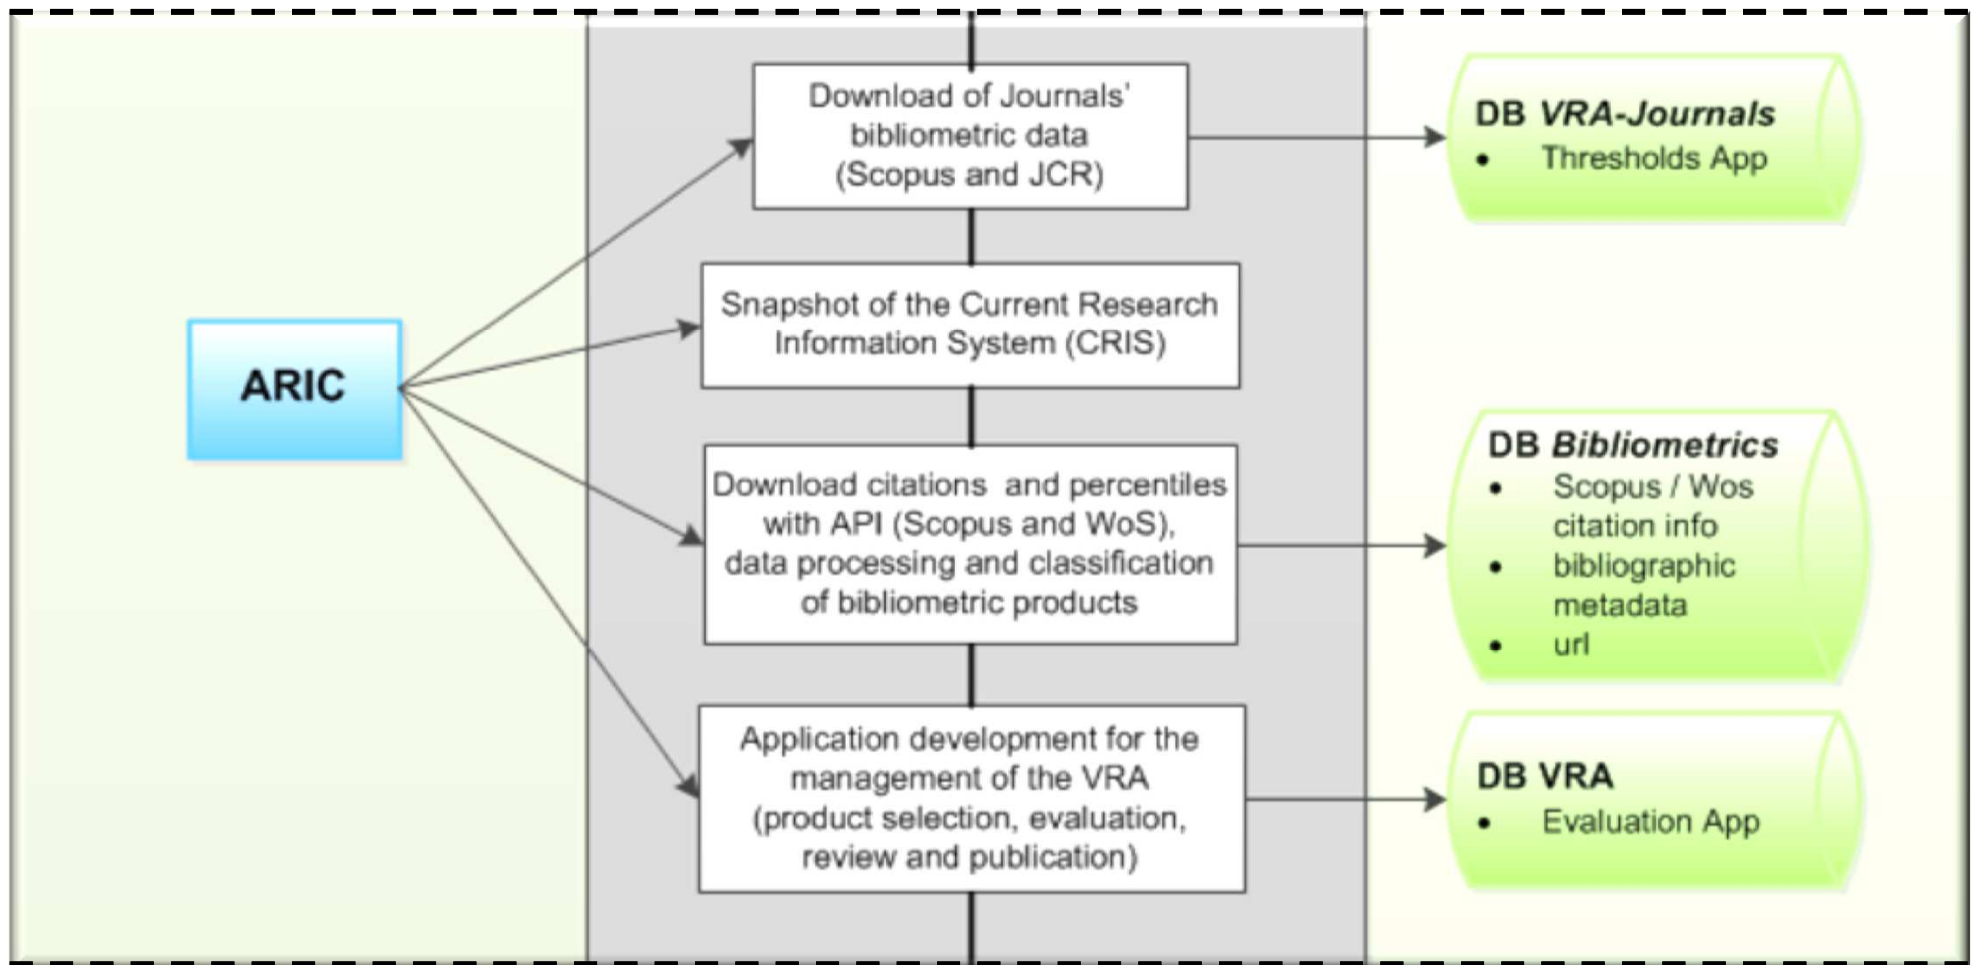 ARIC
Download of Journals'
bibliometric data
(Scopus and JCR)
DB VRA-Journals
• Thresholds App
Snapshot of the Current Research
Information System (CRIS)
Download citations and percentiles
with API (Scopus and WoS),
data processing and classification
of bibliometric products
DB Bibliometrics
• Scopus / Wos
citation info
• bibliographic
metadata
• url
Application development for the
management of the VRA
(product selection, evaluation,
review and publication)
DB VRA
• Evaluation App